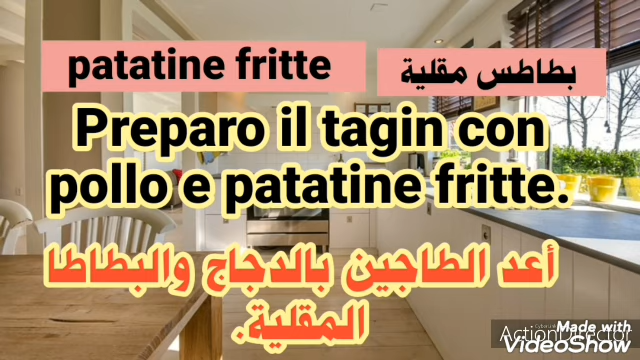 patatine fritte
بطاطس مقلية
Preparo il tagin con
pollo e patatine fritte.
أعد الطاجين بالدجاج والبطاطا
المقلية.
Made with
ActionDirector
VideoShow